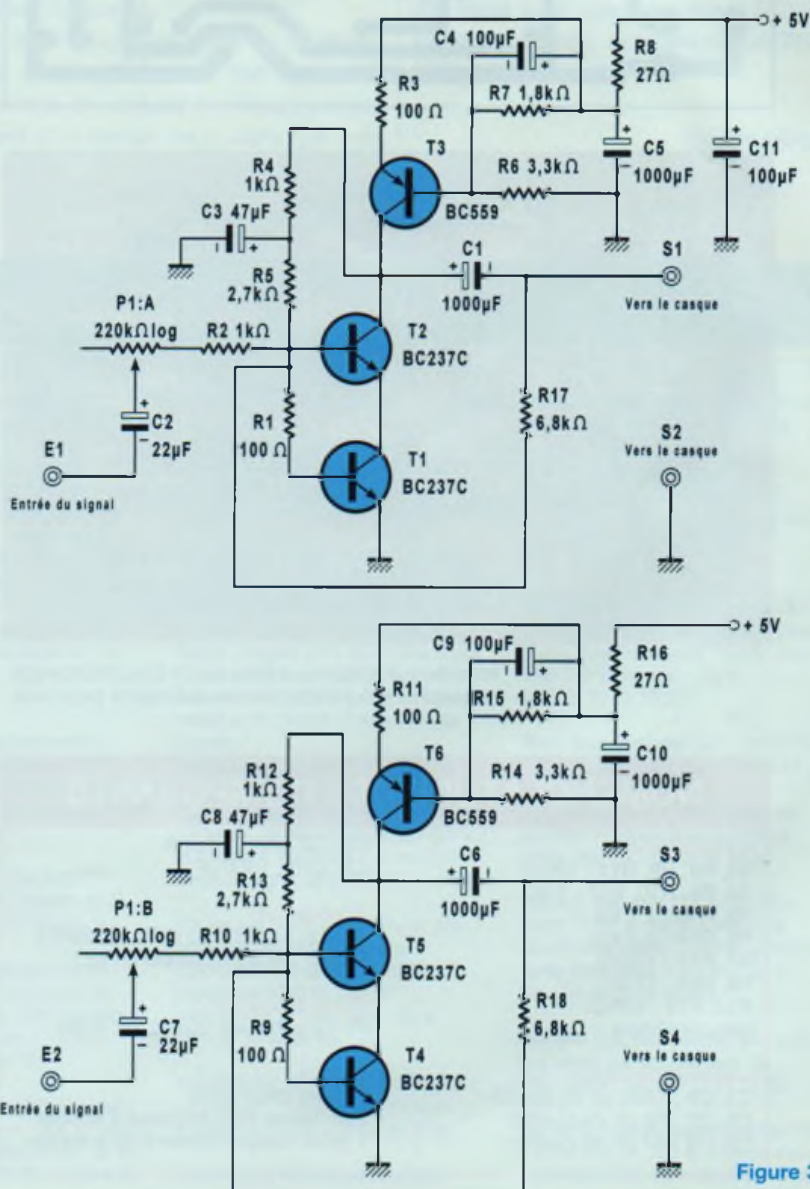 + 5V
C4 100µF
R8
27Ω
R3
100 Ω
R7 1,8kΩ
T3
C5
1000µF
C11
100µF
R4
1kΩ
R6 3,3kΩ
BC559
C3 47µF
C1
1000µF
S1
Vers le casque
R5
2,7kΩ
P1:A
220kΩlog
R2 1kΩ
T2
BC237C
R17
6,8kΩ
C2
22µF
R1
100 Ω
S2
Vers le casque
E1
Entrée du signal
T1
BC237C
+ 5V
C9 100µF
R16
27Ω
R11
100 Ω
R15 1,8kΩ
T6
C10
1000µF
R12
1kΩ
R14 3,3kΩ
BC559
C8 47µF
C6
1000µF
S3
Vers le casque
R13
2,7kΩ
P1:B
220kΩlog
R10 1kΩ
T5
BC237C
R18
6,8kΩ
C7
22µF
R9
100 Ω
S4
Vers le casque
E2
Entrée du signal
T4
BC237C
Figure 3